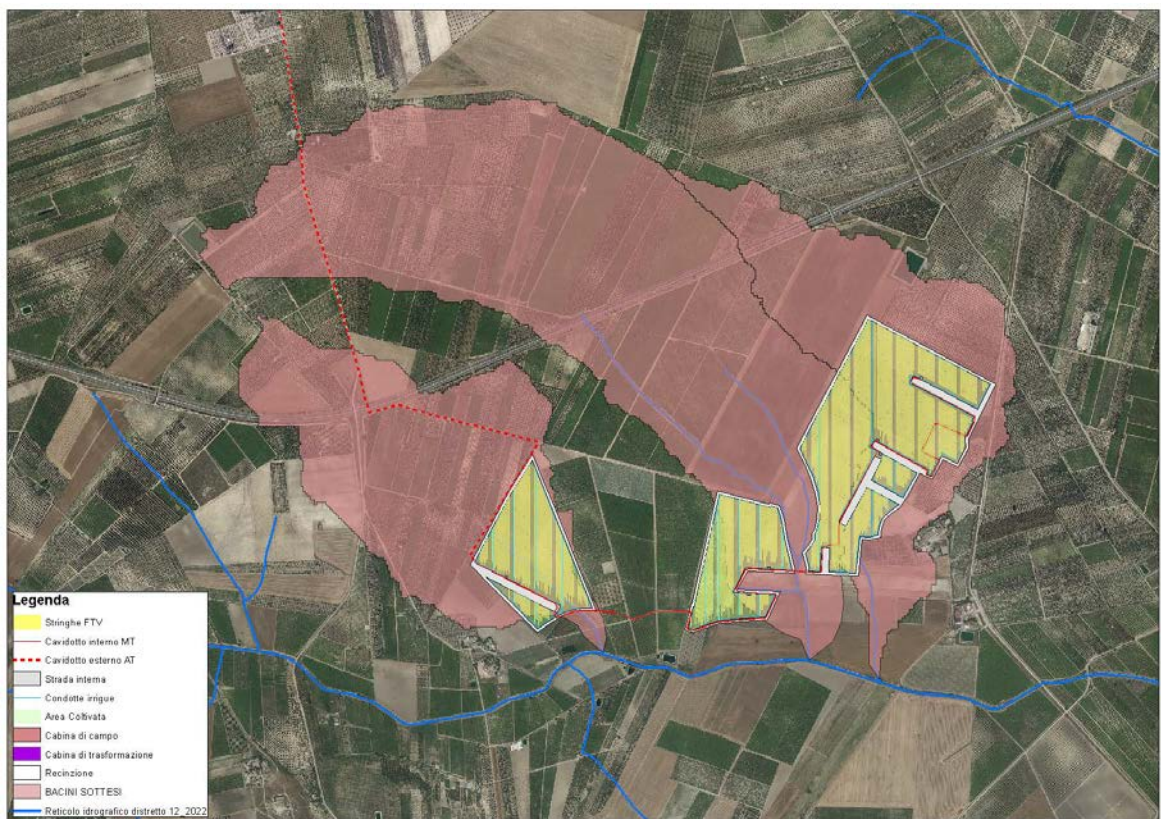 Legenda
Stringhe FTV
Cavidotto interno MT
Cavidotto esterno AT
Strada interna
Condotte irrigue
Area Coltivata
Cabina di campo
Cabina di trasformazione
Recinzione
BACINI SOTTESI
Reticolo idrografico distretto 12_2022